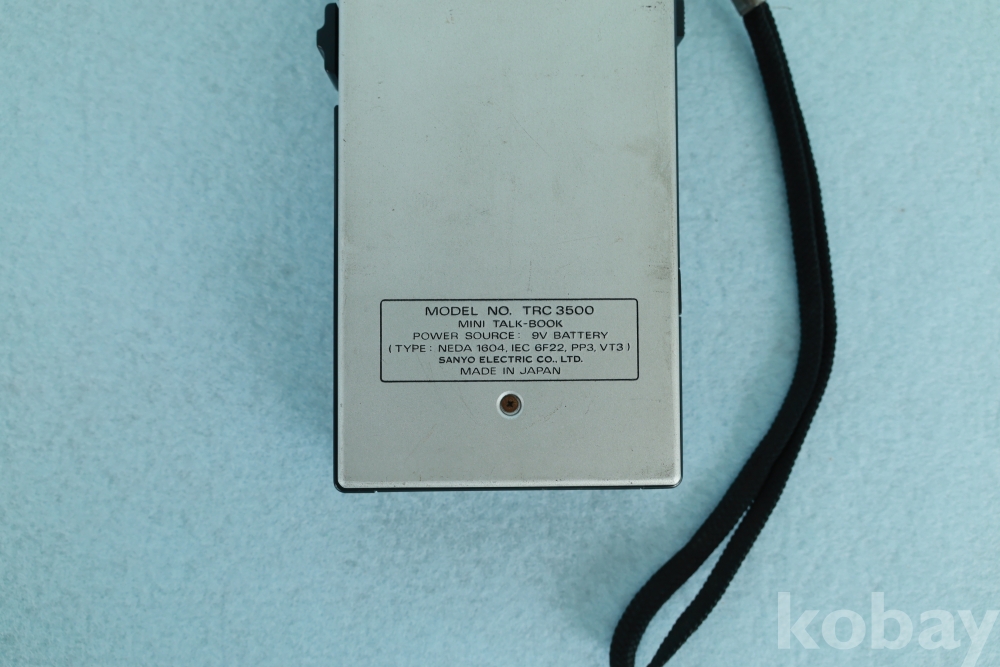 MODEL NO. TRC 3500
MINI TALK-BOOK
POWER SOURCE: 9V BATTERY
(TYPE: NEDA 1604, IEC 6F22, PP3, VT3)
SANYO ELECTRIC CO., LTD.
MADE IN JAPAN
kobay